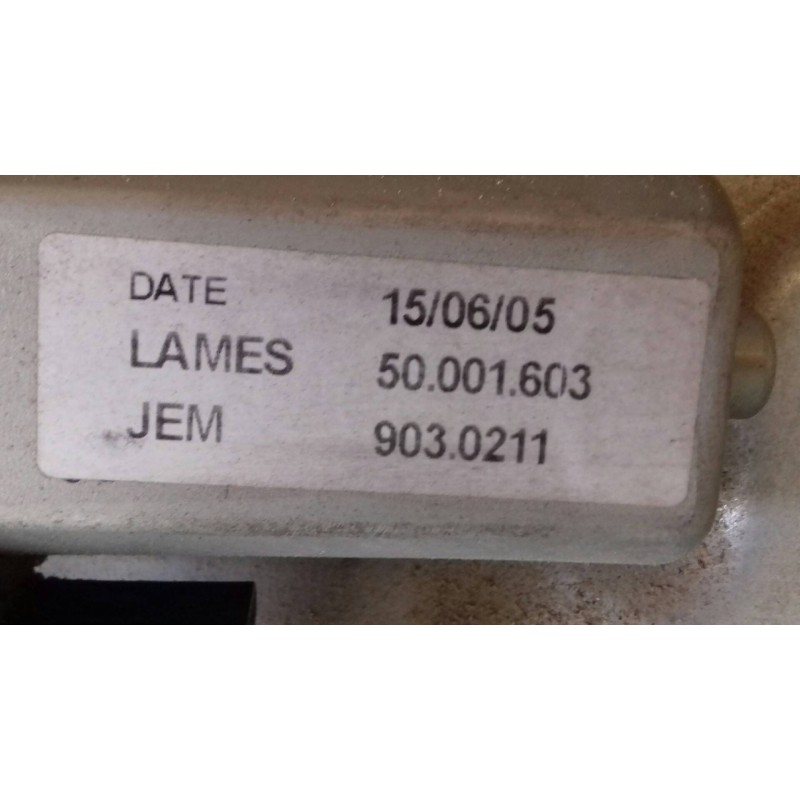 DATE 15/06/05
LAMES 50.001.603
JEM 903.0211